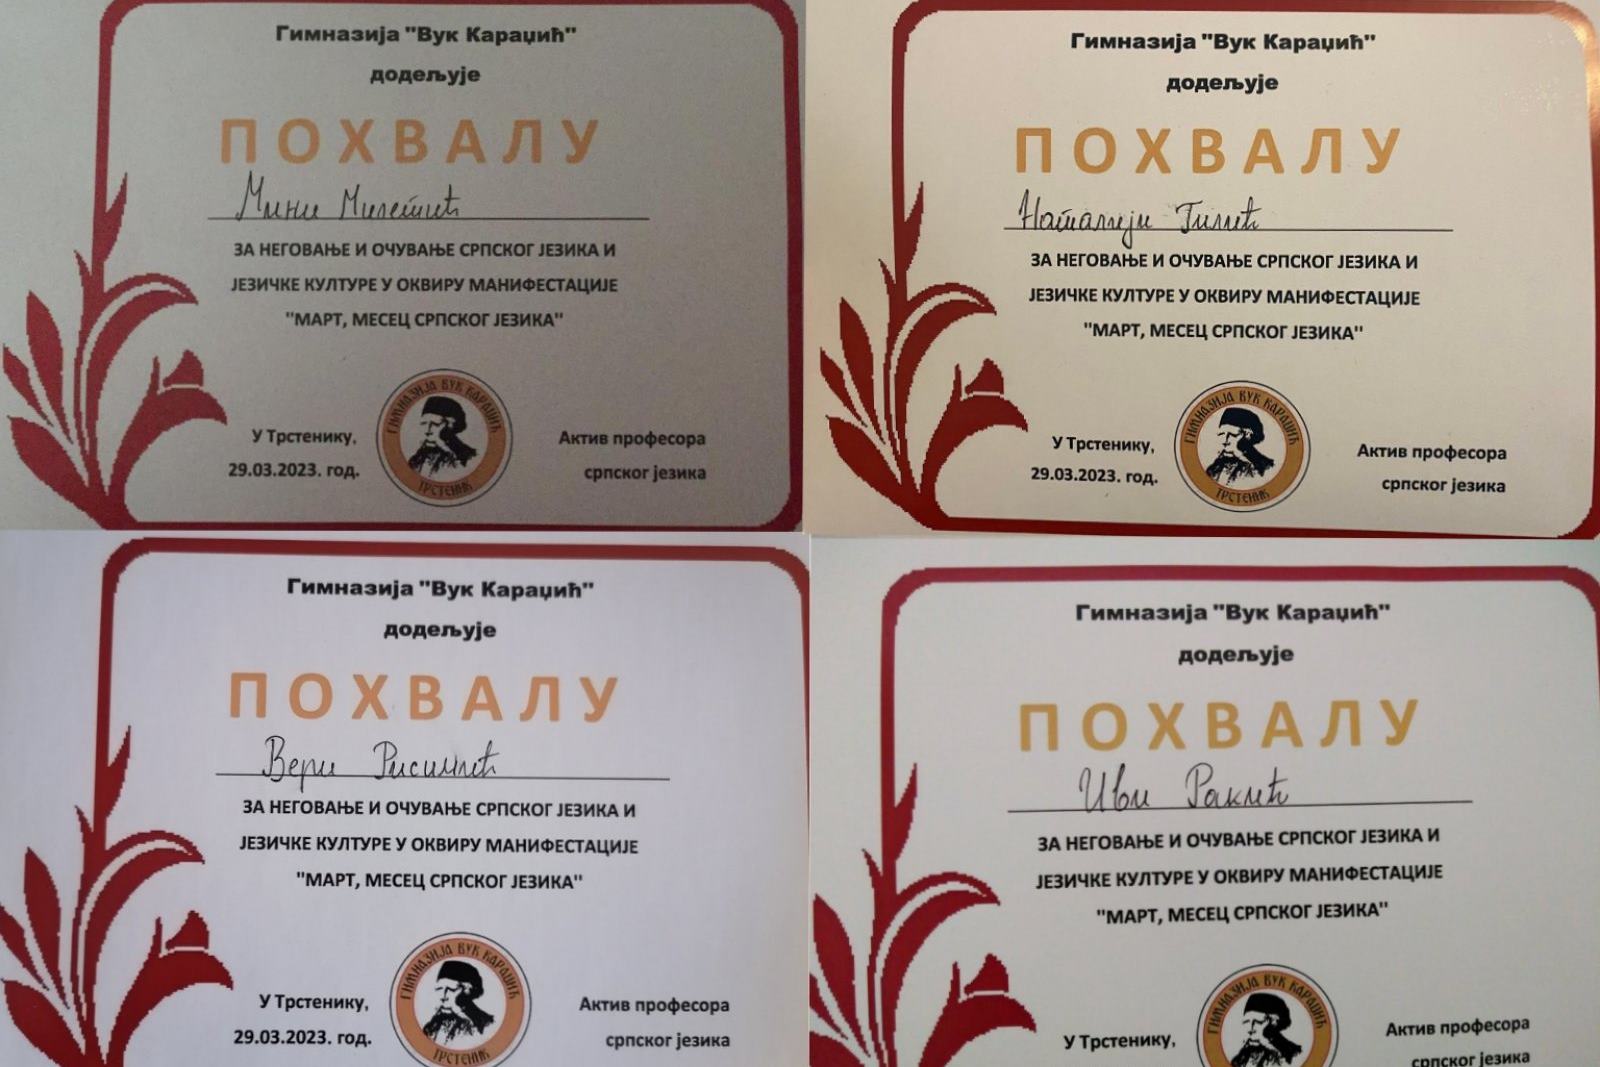 Гимназија "Вук Караџић"
додељује
ПОХВАЛУ
Мини Милетић
ЗА НЕГОВАЊЕ И ОЧУВАЊЕ СРПСКОГ ЈЕЗИКА И
ЈЕЗИЧКЕ КУЛТУРЕ У ОКВИРУ МАНИФЕСТАЦИЈЕ
"МАРТ, МЕСЕЦ СРПСКОГ ЈЕЗИКА"
У Трстенику,
29.03.2023. год.
ГИМНАЗИЈА ВУК КАРАЏИЋ
ТРСТЕНИК
Актив професора
српског језика
Гимназија "Вук Караџић"
додељује
ПОХВАЛУ
Наталији Гилић
ЗА НЕГОВАЊЕ И ОЧУВАЊЕ СРПСКОГ ЈЕЗИКА И
ЈЕЗИЧКЕ КУЛТУРЕ У ОКВИРУ МАНИФЕСТАЦИЈЕ
"МАРТ, МЕСЕЦ СРПСКОГ ЈЕЗИКА"
У Трстенику,
29.03.2023. год.
ГИМНАЗИЈА ВУК КАРАЏИЋ
ТРСТЕНИК
Актив професора
српског језика
Гимназија "Вук Караџић"
додељује
ПОХВАЛУ
Вери Рисимић
ЗА НЕГОВАЊЕ И ОЧУВАЊЕ СРПСКОГ ЈЕЗИКА И
ЈЕЗИЧКЕ КУЛТУРЕ У ОКВИРУ МАНИФЕСТАЦИЈЕ
"МАРТ, МЕСЕЦ СРПСКОГ ЈЕЗИКА"
У Трстенику,
29.03.2023. год.
ГИМНАЗИЈА ВУК КАРАЏИЋ
ТРСТЕНИК
Актив професора
српског језика
Гимназија "Вук Караџић"
додељује
ПОХВАЛУ
Иви Ракић
ЗА НЕГОВАЊЕ И ОЧУВАЊЕ СРПСКОГ ЈЕЗИКА И
ЈЕЗИЧКЕ КУЛТУРЕ У ОКВИРУ МАНИФЕСТАЦИЈЕ
"МАРТ, МЕСЕЦ СРПСКОГ ЈЕЗИКА"
У Трстенику,
ГИМНАЗИЈА ВУК КАРАЏИЋ
Актив професора
српског језика